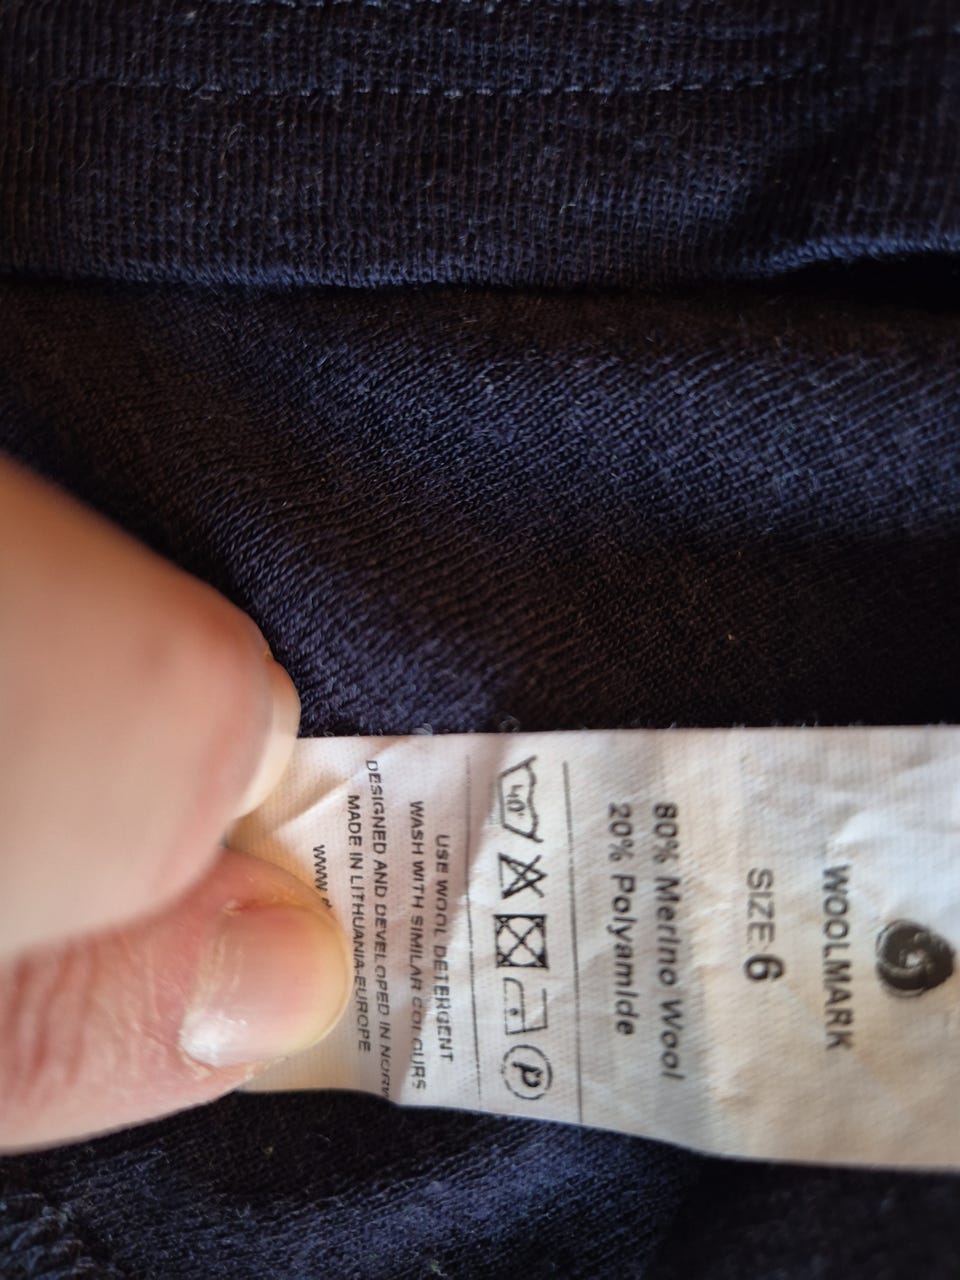 WOOLMARK
SIZE: 6
80% Merino Wool
20% Polyamide
40°
P
USE WOOL DETERGENT
WASH WITH SIMILAR COLOURS
DESIGNED AND DEVELOPED IN
MADE IN LITHUANIA-EUROPE